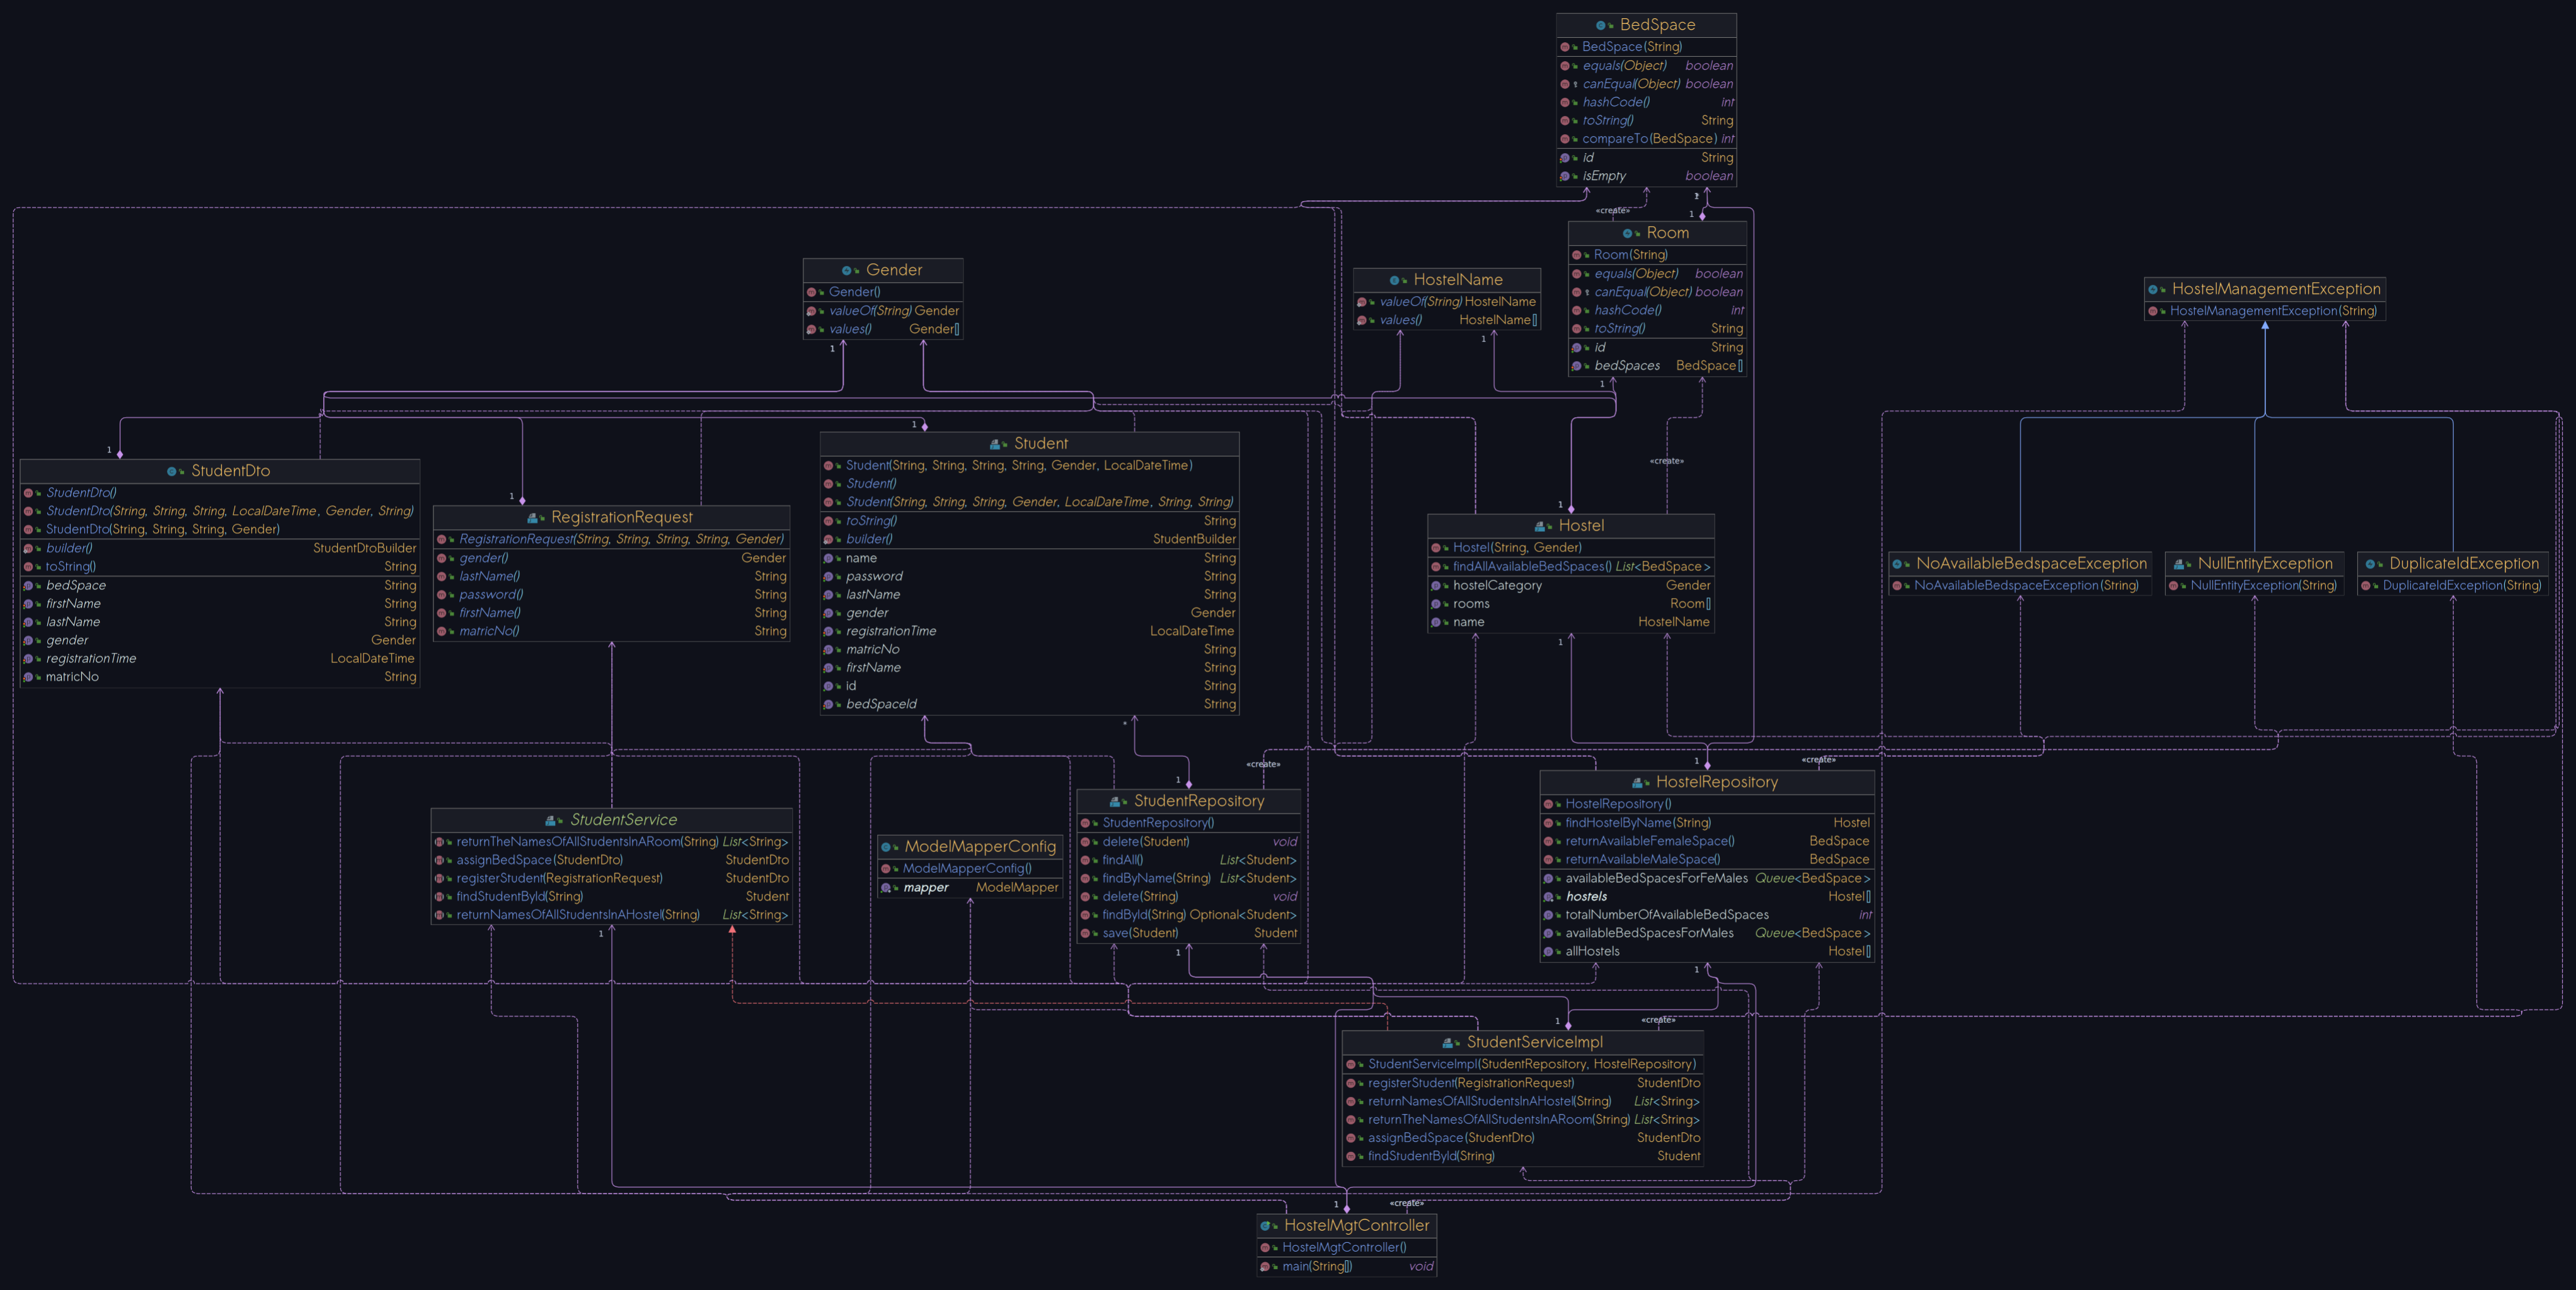 BedSpace
BedSpace(String)
equals(Object) boolean
canEqual(Object) boolean
hashCode() int
toString() String
compareTo(BedSpace) int
id String
isEmpty boolean
«create»
1
Room
Room(String)
equals(Object) boolean
canEqual(Object) boolean
hashCode() int
toString() String
id String
bedSpaces BedSpace[]
1
Gender
Gender()
valueOf(String) Gender
values() Gender[]
1
HostelName
valueOf(String) HostelName
values() HostelName[]
1
HostelManagementException
HostelManagementException(String)
1
StudentDto
StudentDto()
StudentDto(String, String, String, LocalDateTime, Gender, String)
StudentDto(String, String, String, Gender)
builder() StudentDtoBuilder
toString() String
bedSpace String
firstName String
lastName String
gender Gender
registrationTime LocalDateTime
matricNo String
1
RegistrationRequest
RegistrationRequest(String, String, String, String, Gender)
gender() Gender
lastName() String
password() String
firstName() String
matricNo() String
1
Student
Student(String, String, String, String, Gender, LocalDateTime)
Student()
Student(String, String, String, Gender, LocalDateTime, String, String)
toString() String
builder() StudentBuilder
name String
password String
lastName String
gender Gender
registrationTime LocalDateTime
matricNo String
firstName String
id String
bedSpaceId String
*
«create»
1
Hostel
Hostel(String, Gender)
findAllAvailableBedSpaces() List<BedSpace>
hostelCategory Gender
rooms Room[]
name HostelName
1
NoAvailableBedspaceException
NoAvailableBedspaceException(String)
NullEntityException
NullEntityException(String)
DuplicateIdException
DuplicateIdException(String)
StudentService
returnTheNamesOfAllStudentsInARoom(String) List<String>
assignBedSpace(StudentDto) StudentDto
registerStudent(RegistrationRequest) StudentDto
findStudentById(String) Student
returnNamesOfAllStudentsInAHostel(String) List<String>
1
ModelMapperConfig
ModelMapperConfig()
mapper ModelMapper
«create»
1
StudentRepository
StudentRepository()
delete(Student) void
findAll() List<Student>
findByName(String) List<Student>
delete(String) void
findById(String) Optional<Student>
save(Student) Student
1
1
«create»
HostelRepository
HostelRepository()
findHostelByName(String) Hostel
returnAvailableFemaleSpace() BedSpace
returnAvailableMaleSpace() BedSpace
availableBedSpacesForFeMales Queue<BedSpace>
hostels Hostel[]
totalNumberOfAvailableBedSpaces int
availableBedSpacesForMales Queue<BedSpace>
allHostels Hostel[]
1
1
«create»
StudentServiceImpl
StudentServiceImpl(StudentRepository, HostelRepository)
registerStudent(RegistrationRequest) StudentDto
returnNamesOfAllStudentsInAHostel(String) List<String>
returnTheNamesOfAllStudentsInARoom(String) List<String>
assignBedSpace(StudentDto) StudentDto
findStudentById(String) Student
1
«create»
HostelMgtController
HostelMgtController()
main(String[]) void